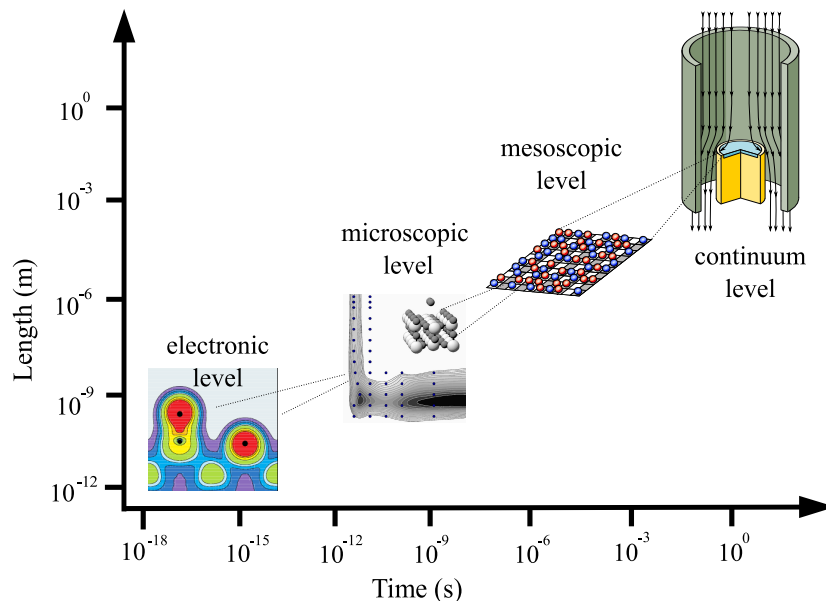 10^0
10^-3
10^-6
10^-9
10^-12
Length (m)
mesoscopic
level
microscopic
level
electronic
level
continuum
level
10^-18
10^-15
10^-12
10^-9
10^-6
10^-3
10^0
Time (s)